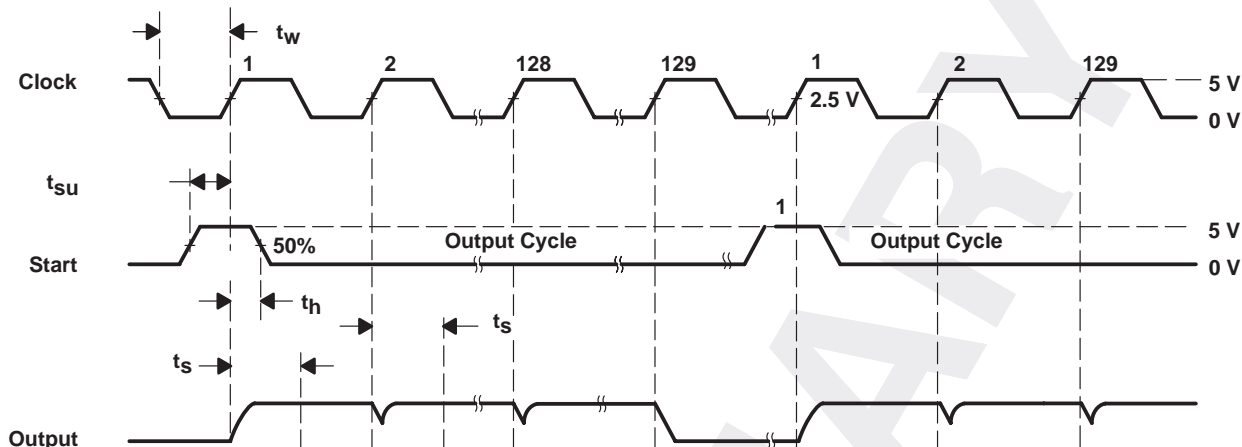 tw
1 2 128 129 1 2 129
Clock
5 V
2.5 V
0 V
tsu
1
50% Output Cycle Output Cycle
5 V
Start
0 V
th
ts
ts
Output